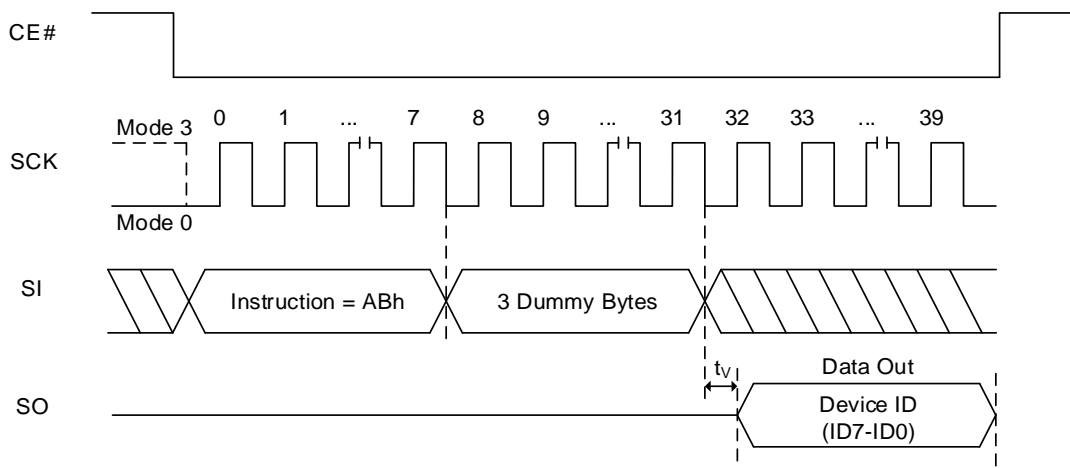 CE#
Mode 3
0 1 ... 7 8 9 ... 31 32 33 ... 39
SCK
Mode 0
SI
Instruction = ABh
3 Dummy Bytes
tV
Data Out
SO
Device ID
(ID7-ID0)